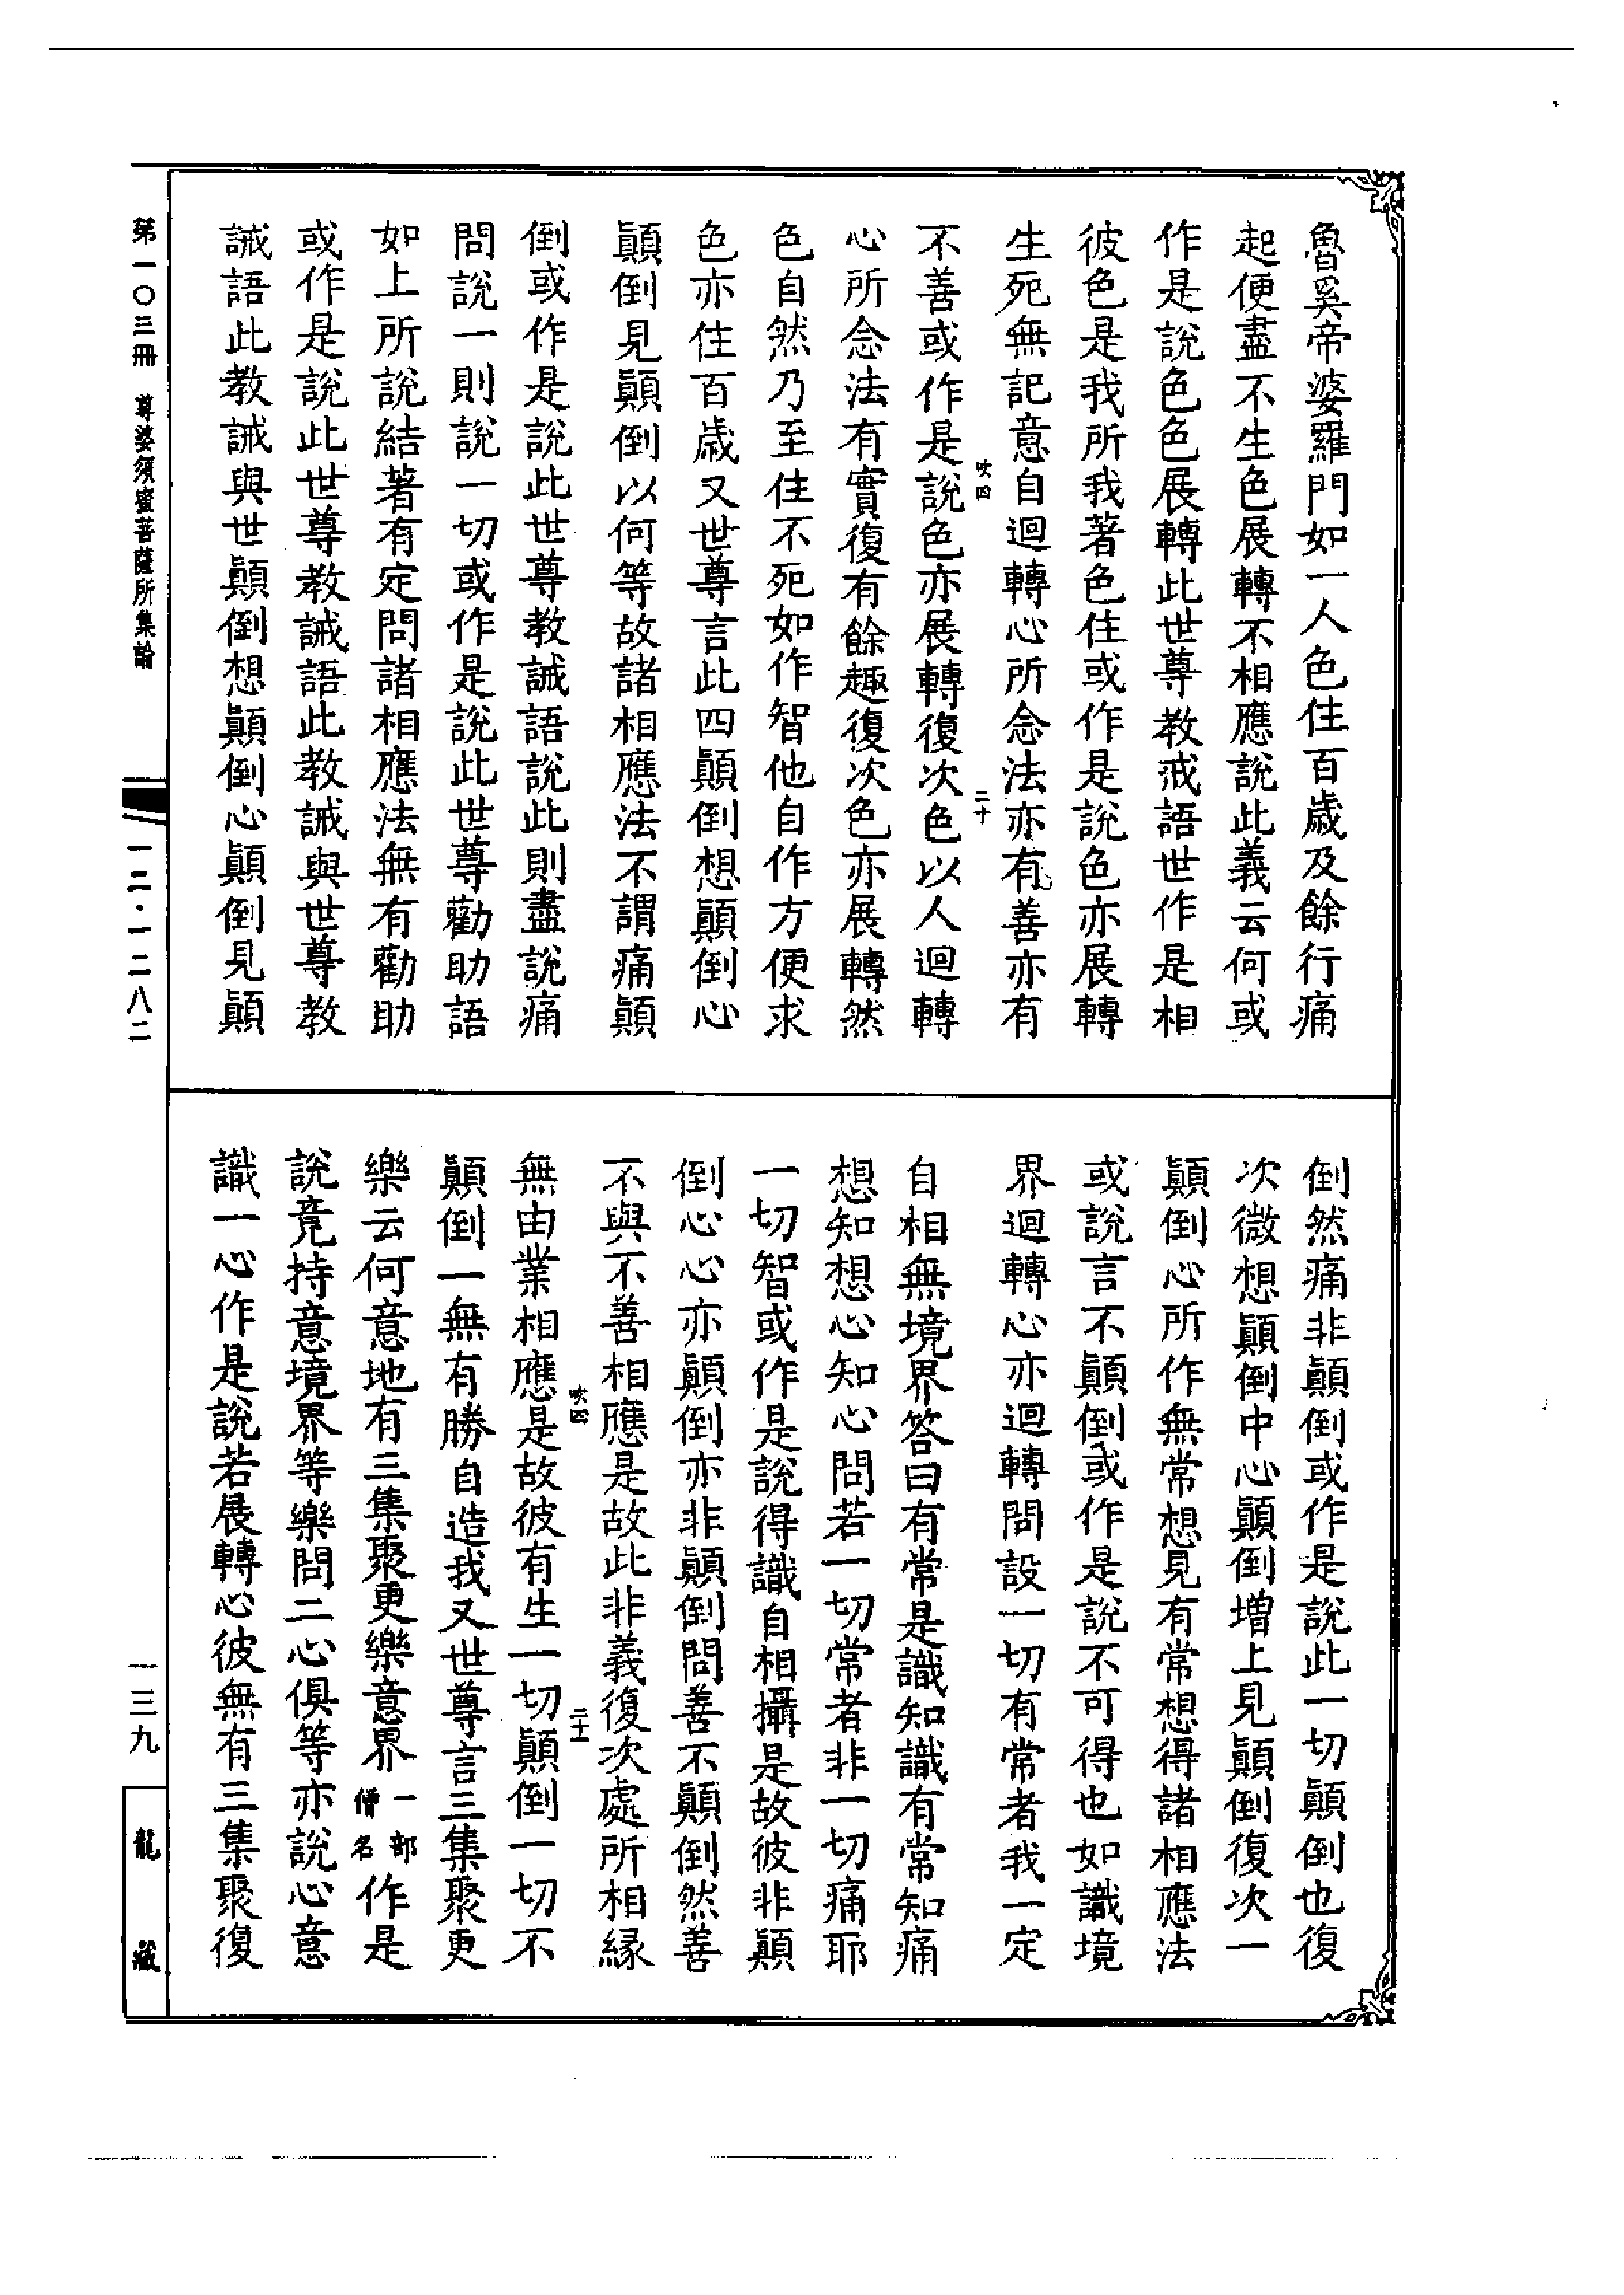 魯奚帝婆羅門如一人色住百歲及餘行痛
起便盡不生色展轉不相應說此義云何或
作是說色色展轉此世尊教戒語世作是相
彼色是我所我著色住或作是說色亦展轉
生死無記意自迴轉心所念法亦有善亦有
吠四 二十
不善或作是說色亦展轉復次色以人迴轉
心所念法有實復有餘趣復次色亦展轉然
色自然乃至住不死如作智他自作方便求
色亦住百歲又世尊言此四顛倒想顛倒心
顛倒見顛倒以何等故諸相應法不謂痛顛
倒或作是說此世尊教誡語說此則盡說痛
問說一則說一切或作是說此世尊勸助語
如上所說結著有定問諸相應法無有勸助
或作是說此世尊教誡語此教誡與世尊教
誡語此教誡與世顛倒想顛倒心顛倒見顛
倒然痛非顛倒或作是說此一切顛倒也復
次微想顛倒中心顛倒增上見顛倒復次一
顛倒心所作無常想見有常想得諸相應法
或說言不顛倒或作是說不可得也如識境
界迴轉心亦迴轉問設一切有常者我一定
自相無境界答曰有常是識知識有常知痛
想知想心知心問若一切常者非一切痛耶
一切智或作是說得識自相攝是故彼非顛
倒心心亦顛倒亦非顛倒問善不顛倒然善
不與不善相應是故此非義復次處所相緣
吠四 二十一
無由業相應是故彼有生一切顛倒一切不
顛倒一無有勝自造我又世尊言三集聚更
樂云何意地有三集聚更樂意界一部僧名作是
說竟持意境界等樂問二心俱等亦說心意
識一心作是說若展轉心彼無有三集聚復
第一〇三冊 尊婆須蜜菩薩所集論
一二·一二八二
一三九
龍藏